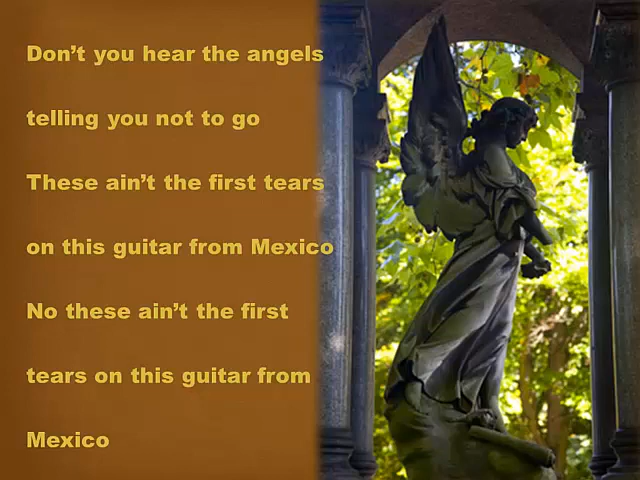 Don't you hear the angels
telling you not to go
These ain't the first tears
on this guitar from Mexico
No these ain't the first
tears on this guitar from
Mexico